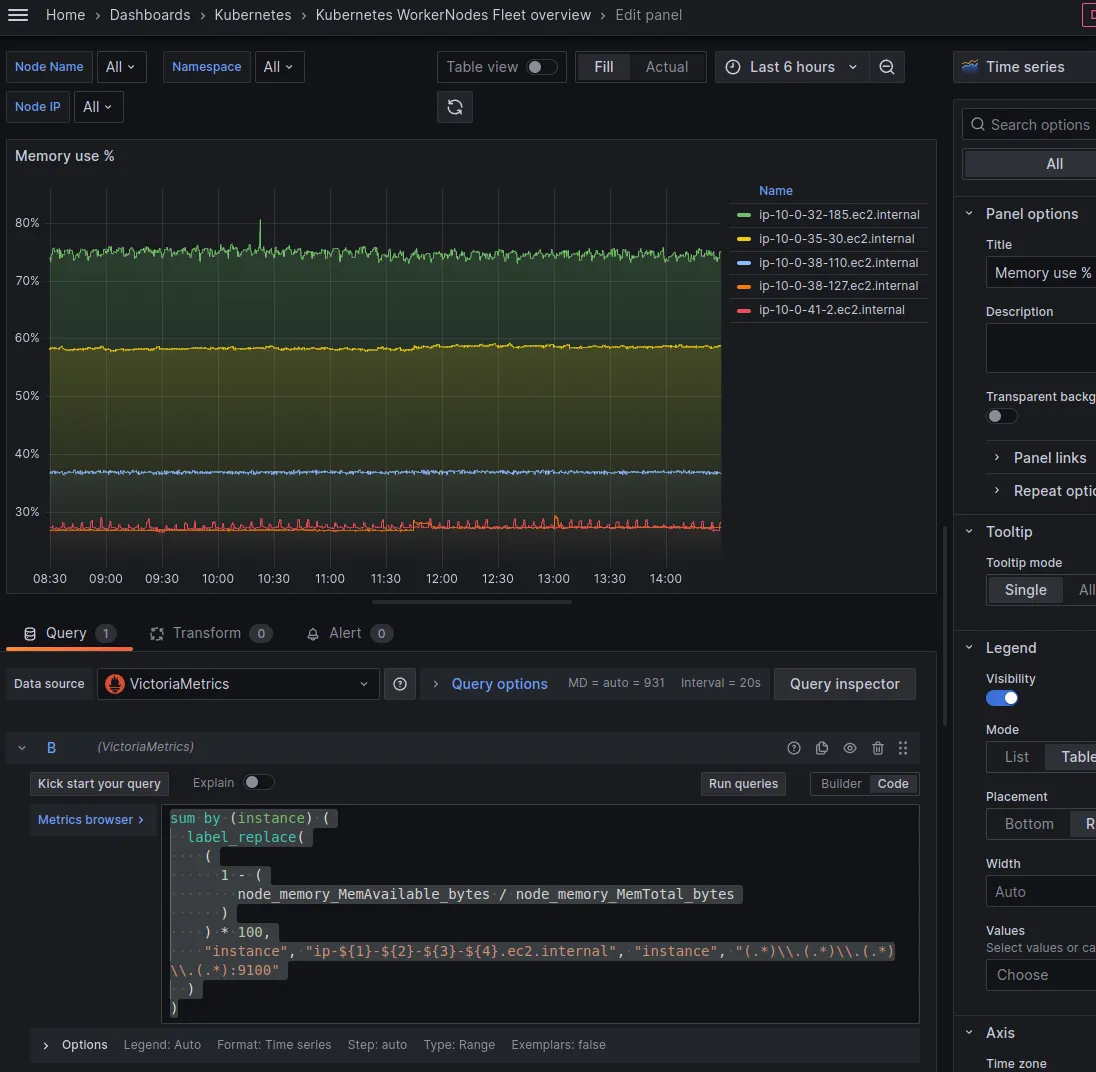 Home › Dashboards › Kubernetes › Kubernetes WorkerNodes Fleet overview › Edit panel
Node Name All Namespace All Table view Fill Actual Last 6 hours Time series
Node IP All
Search options
All
Memory use %
Name
ip-10-0-32-185.ec2.internal
ip-10-0-35-30.ec2.internal
ip-10-0-38-110.ec2.internal
ip-10-0-38-127.ec2.internal
ip-10-0-41-2.ec2.internal
80%
70%
60%
50%
40%
30%
08:30 09:00 09:30 10:00 10:30 11:00 11:30 12:00 12:30 13:00 13:30 14:00
Panel options
Title
Memory use %
Description
Transparent backg
Panel links
Repeat optio
Tooltip
Tooltip mode
Single All
Legend
Visibility
Mode
List Table
Placement
Bottom R
Width
Auto
Values
Select values or ca
Choose
Axis
Time zone
Query 1 Transform 0 Alert 0
Data source VictoriaMetrics Query options MD = auto = 931 Interval = 20s Query inspector
B (VictoriaMetrics)
Kick start your query Explain Run queries Builder Code
Metrics browser >
sum by (instance) (
label_replace(
(
1 - (
node_memory_MemAvailable_bytes / node_memory_MemTotal_bytes
)
) * 100,
"instance", "ip-${1}-${2}-${3}-${4}.ec2.internal", "instance", "(.*)\\.(.*)\\.(.*)
\\.(.*):9100"
)
)
Options Legend: Auto Format: Time series Step: auto Type: Range Exemplars: false